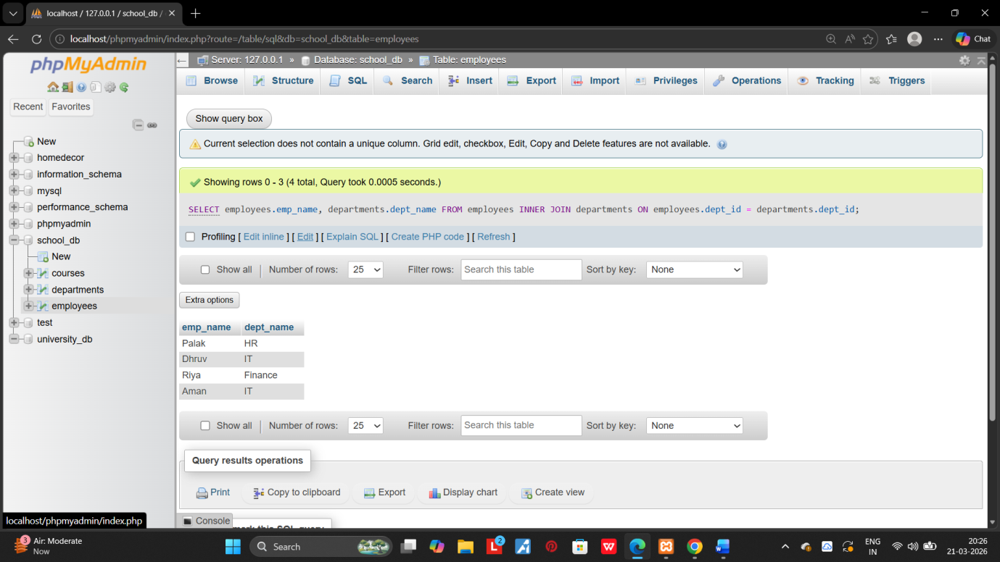 localhost / 127.0.0.1 / school_db /
localhost/phpmyadmin/index.php?route=/table/sql&db=school_db&table=employees
Chat
phpMyAdmin
Recent Favorites
New
homedecor
information_schema
mysql
performance_schema
phpmyadmin
school_db
New
courses
departments
employees
test
university_db
Server: 127.0.0.1 » Database: school_db » Table: employees
Browse Structure SQL Search Insert Export Import Privileges Operations Tracking Triggers
Show query box
Current selection does not contain a unique column. Grid edit, checkbox, Edit, Copy and Delete features are not available.
Showing rows 0 - 3 (4 total, Query took 0.0005 seconds.)
SELECT employees.emp_name, departments.dept_name FROM employees INNER JOIN departments ON employees.dept_id = departments.dept_id;
Profiling [ Edit inline ] [ Edit ] [ Explain SQL ] [ Create PHP code ] [ Refresh ]
Show all Number of rows: 25 Filter rows: Search this table Sort by key: None
Extra options
emp_name dept_name
Palak HR
Dhruv IT
Riya Finance
Aman IT
Show all Number of rows: 25 Filter rows: Search this table Sort by key: None
Query results operations
Print Copy to clipboard Export Display chart Create view
Console
localhost/phpmyadmin/index.php
3 Air: Moderate
Now
Search
2
ENG
IN
20:26
21-03-2026